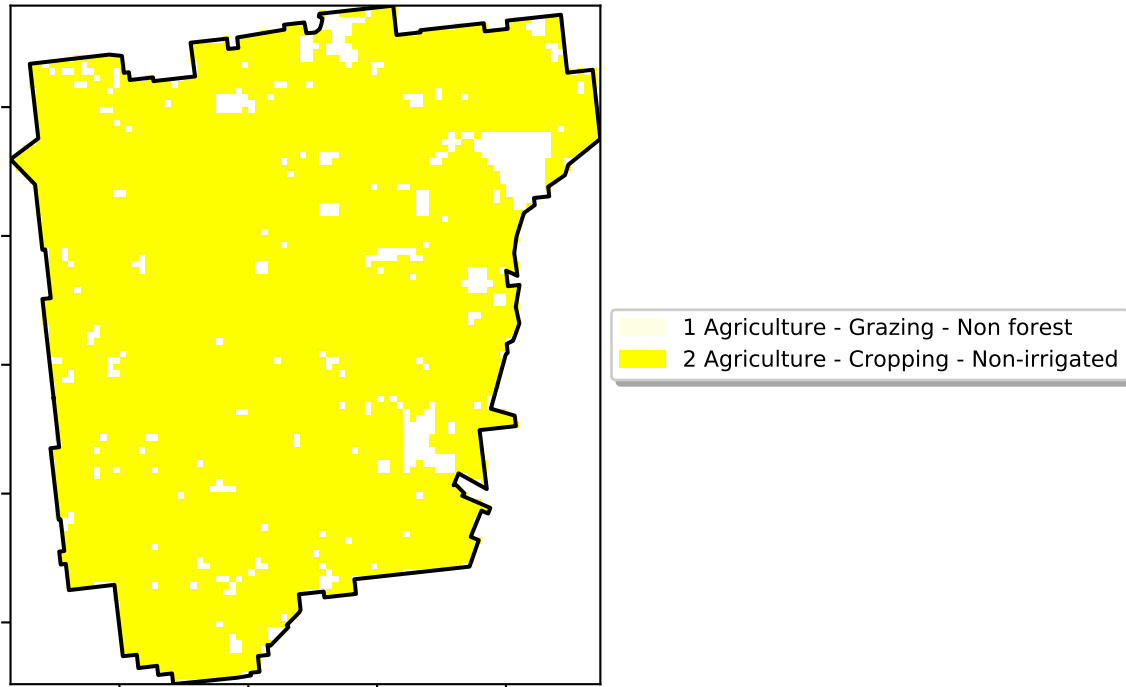 1 Agriculture - Grazing - Non forest
2 Agriculture - Cropping - Non-irrigated